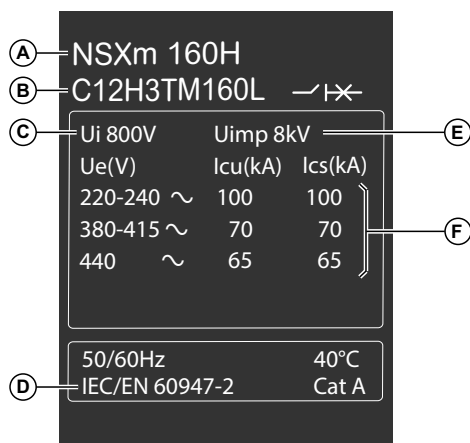 A NSXm 160H
B C12H3TM160L
C Ui 800V Uimp 8kV E
Ue(V) Icu(kA) Ics(kA)
220-240 ~ 100 100
380-415 ~ 70 70 F
440 ~ 65 65
50/60Hz 40°C
D IEC/EN 60947-2 Cat A